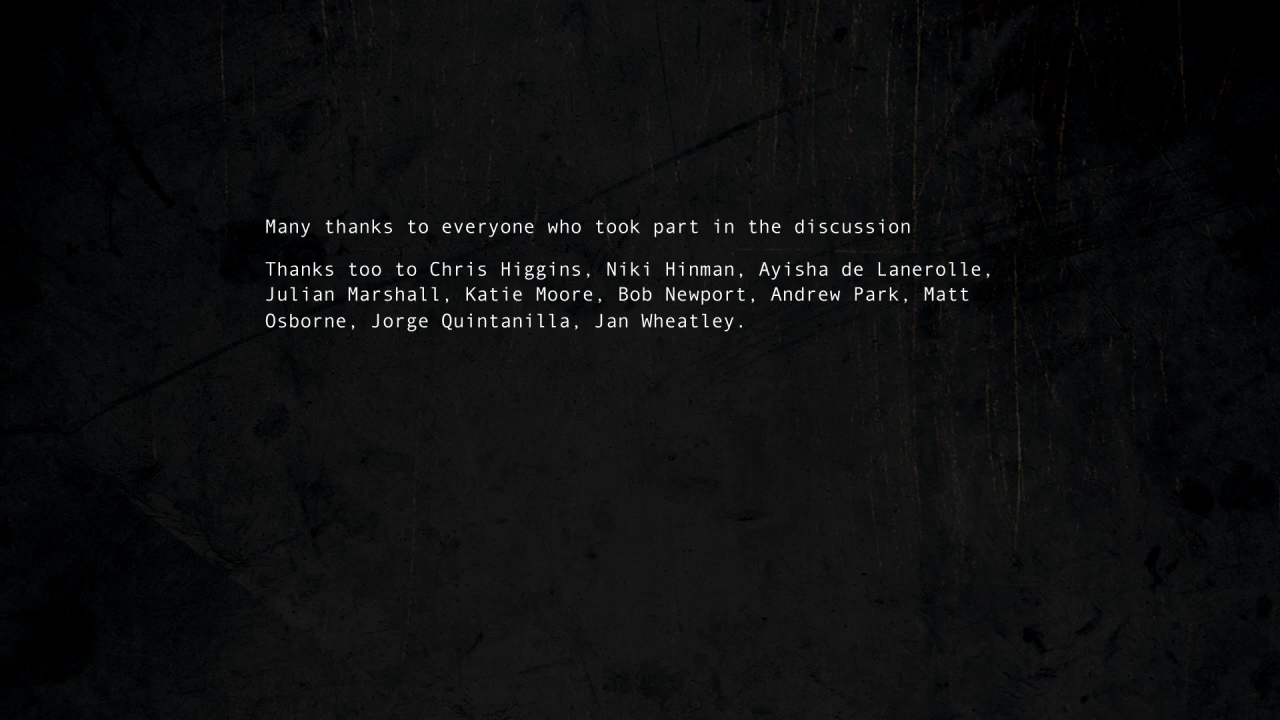 Many thanks to everyone who took part in the discussion
Thanks too to Chris Higgins, Niki Hinman, Ayisha de Lanerolle,
Julian Marshall, Katie Moore, Bob Newport, Andrew Park, Matt
Osborne, Jorge Quintanilla, Jan Wheatley.